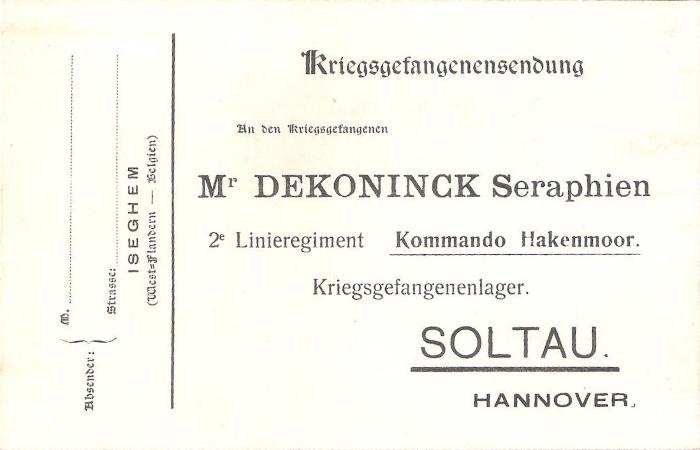 Kriegsgefangenensendung
An den Kriegsgefangenen
Mr DEKONINCK Seraphien
2e Linieregiment Kommando Hakenmoor.
Kriegsgefangenenlager.
SOLTAU.
HANNOVER.
Absender:
M.
Strasse:
ISEGHEM
(West=Flandern — Belgien)